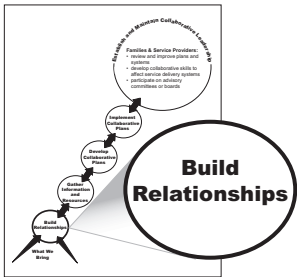 Establish and Maintain Collaborative Leadership
Families & Service Providers:
• review and improve plans and
systems
• develop collaborative skills to
affect service delivery systems
• participate on advisory
committees or boards
Implement
Collaborative
Plans
Develop
Collaborative
Plans
Gather
Information
and
Resources
Build
Relationships
What We
Bring
Build
Relationships